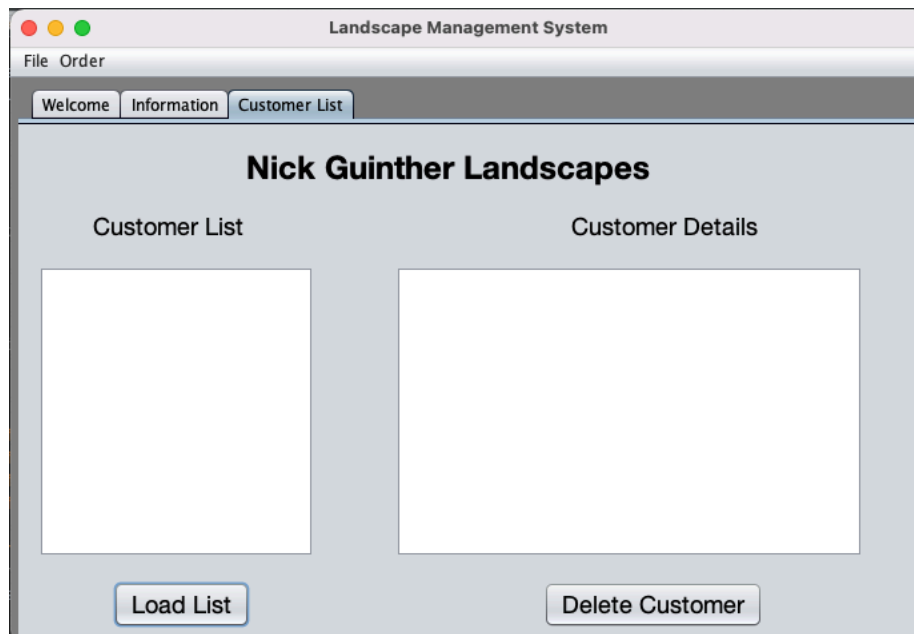 Landscape Management System
File Order
Welcome Information Customer List
Nick Guinther Landscapes
Customer List Customer Details
Load List Delete Customer